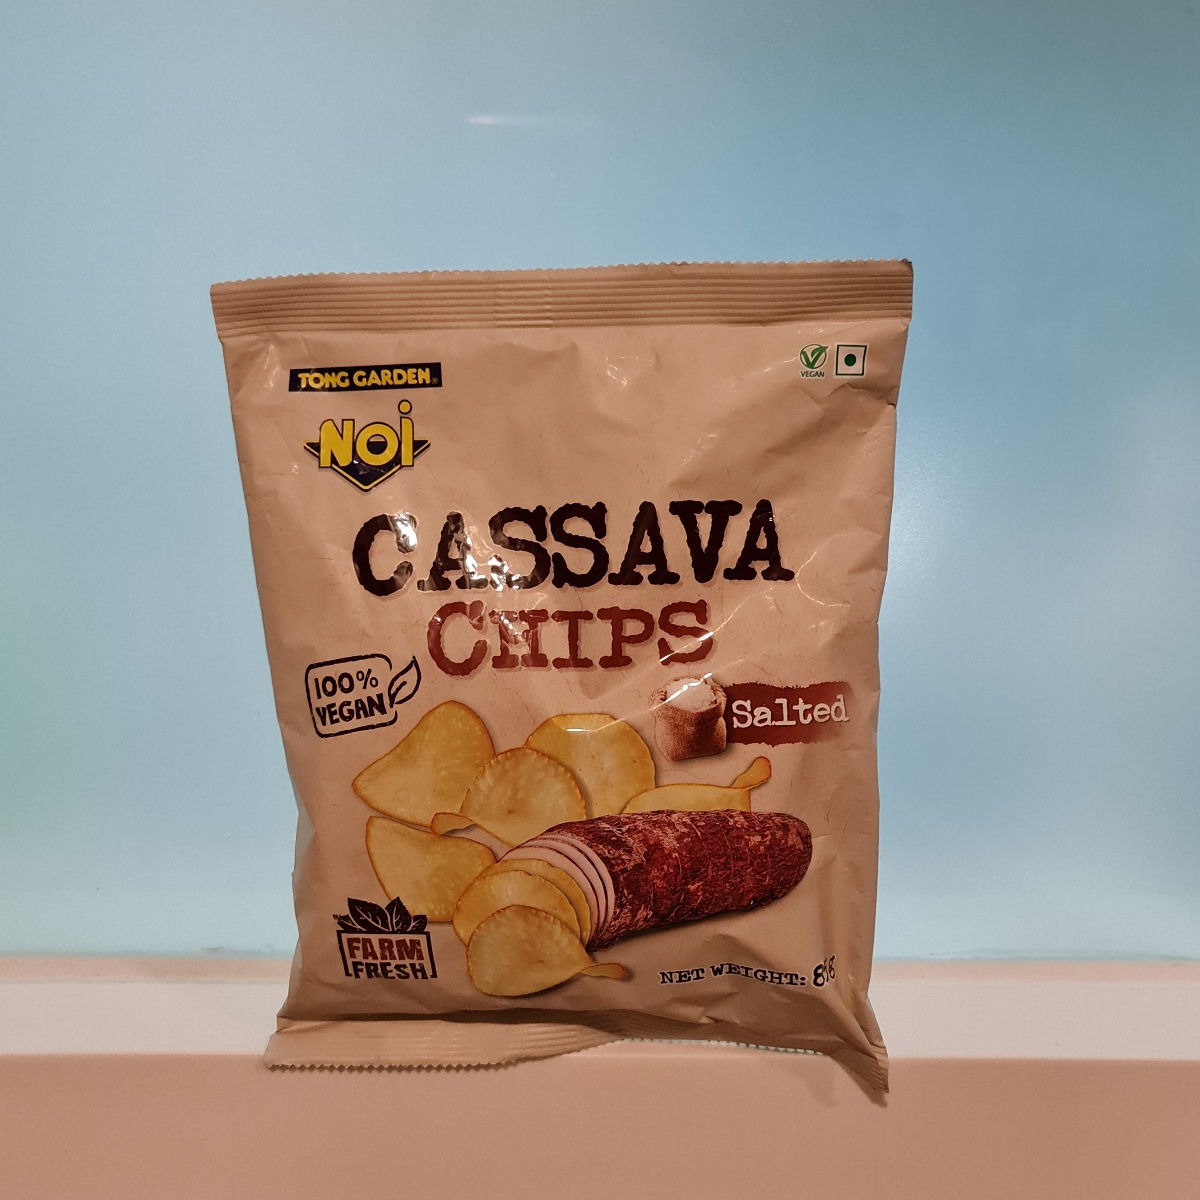 TONG GARDEN®
NOi
VEGAN
CASSAVA
CHIPS
100%
VEGAN
Salted
FARM
FRESH
NET WEIGHT: